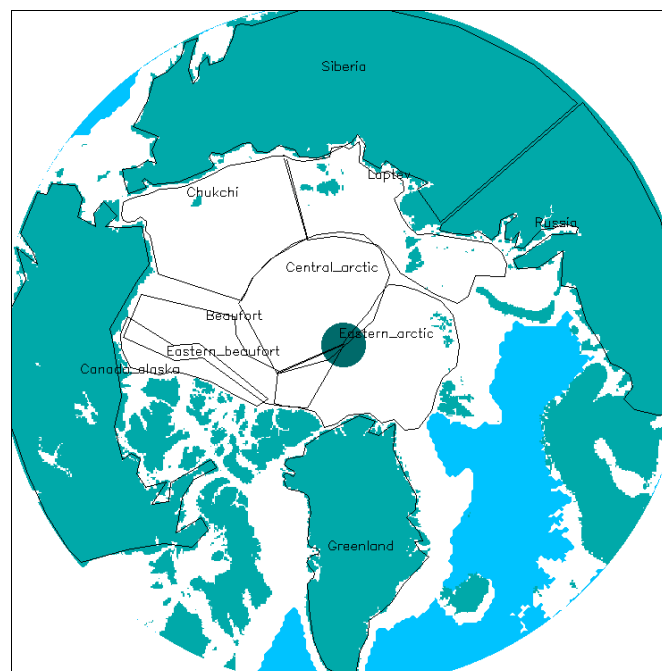 Siberia
Laptev
Chukchi
Russia
Central_arctic
Beaufort
Eastern_arctic
Eastern_beaufort
Canada_alaska
Greenland